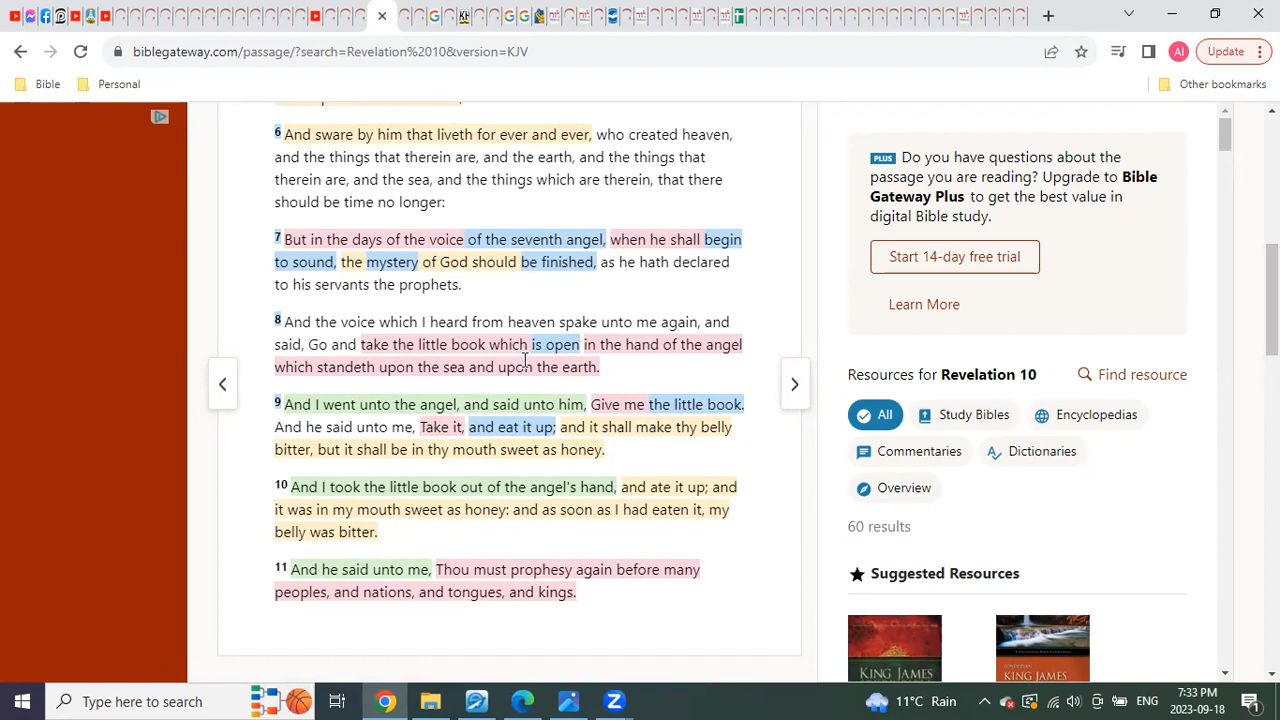 biblegateway.com/passage/?search=Revelation%2010&version=KJV
AI
Update
Bible
Personal
Other bookmarks
6 And sware by him that liveth for ever and ever, who created heaven,
and the things that therein are, and the earth, and the things that
therein are, and the sea, and the things which are therein, that there
should be time no longer:
7 But in the days of the voice of the seventh angel, when he shall begin
to sound, the mystery of God should be finished, as he hath declared
to his servants the prophets.
8 And the voice which I heard from heaven spake unto me again, and
said, Go and take the little book which is open in the hand of the angel
which standeth upon the sea and upon the earth.
9 And I went unto the angel, and said unto him, Give me the little book.
And he said unto me, Take it, and eat it up; and it shall make thy belly
bitter, but it shall be in thy mouth sweet as honey.
10 And I took the little book out of the angel's hand, and ate it up; and
it was in my mouth sweet as honey: and as soon as I had eaten it, my
belly was bitter.
11 And he said unto me, Thou must prophesy again before many
peoples, and nations, and tongues, and kings.
PLUS Do you have questions about the
passage you are reading? Upgrade to Bible
Gateway Plus to get the best value in
digital Bible study.
Start 14-day free trial
Learn More
Resources for Revelation 10
Find resource
All
Study Bibles
Encyclopedias
Commentaries
Dictionaries
Overview
60 results
Suggested Resources
KING JAMES
KING JAMES
Type here to search
11°C Rain
ENG
7:33 PM
2023-09-18
1